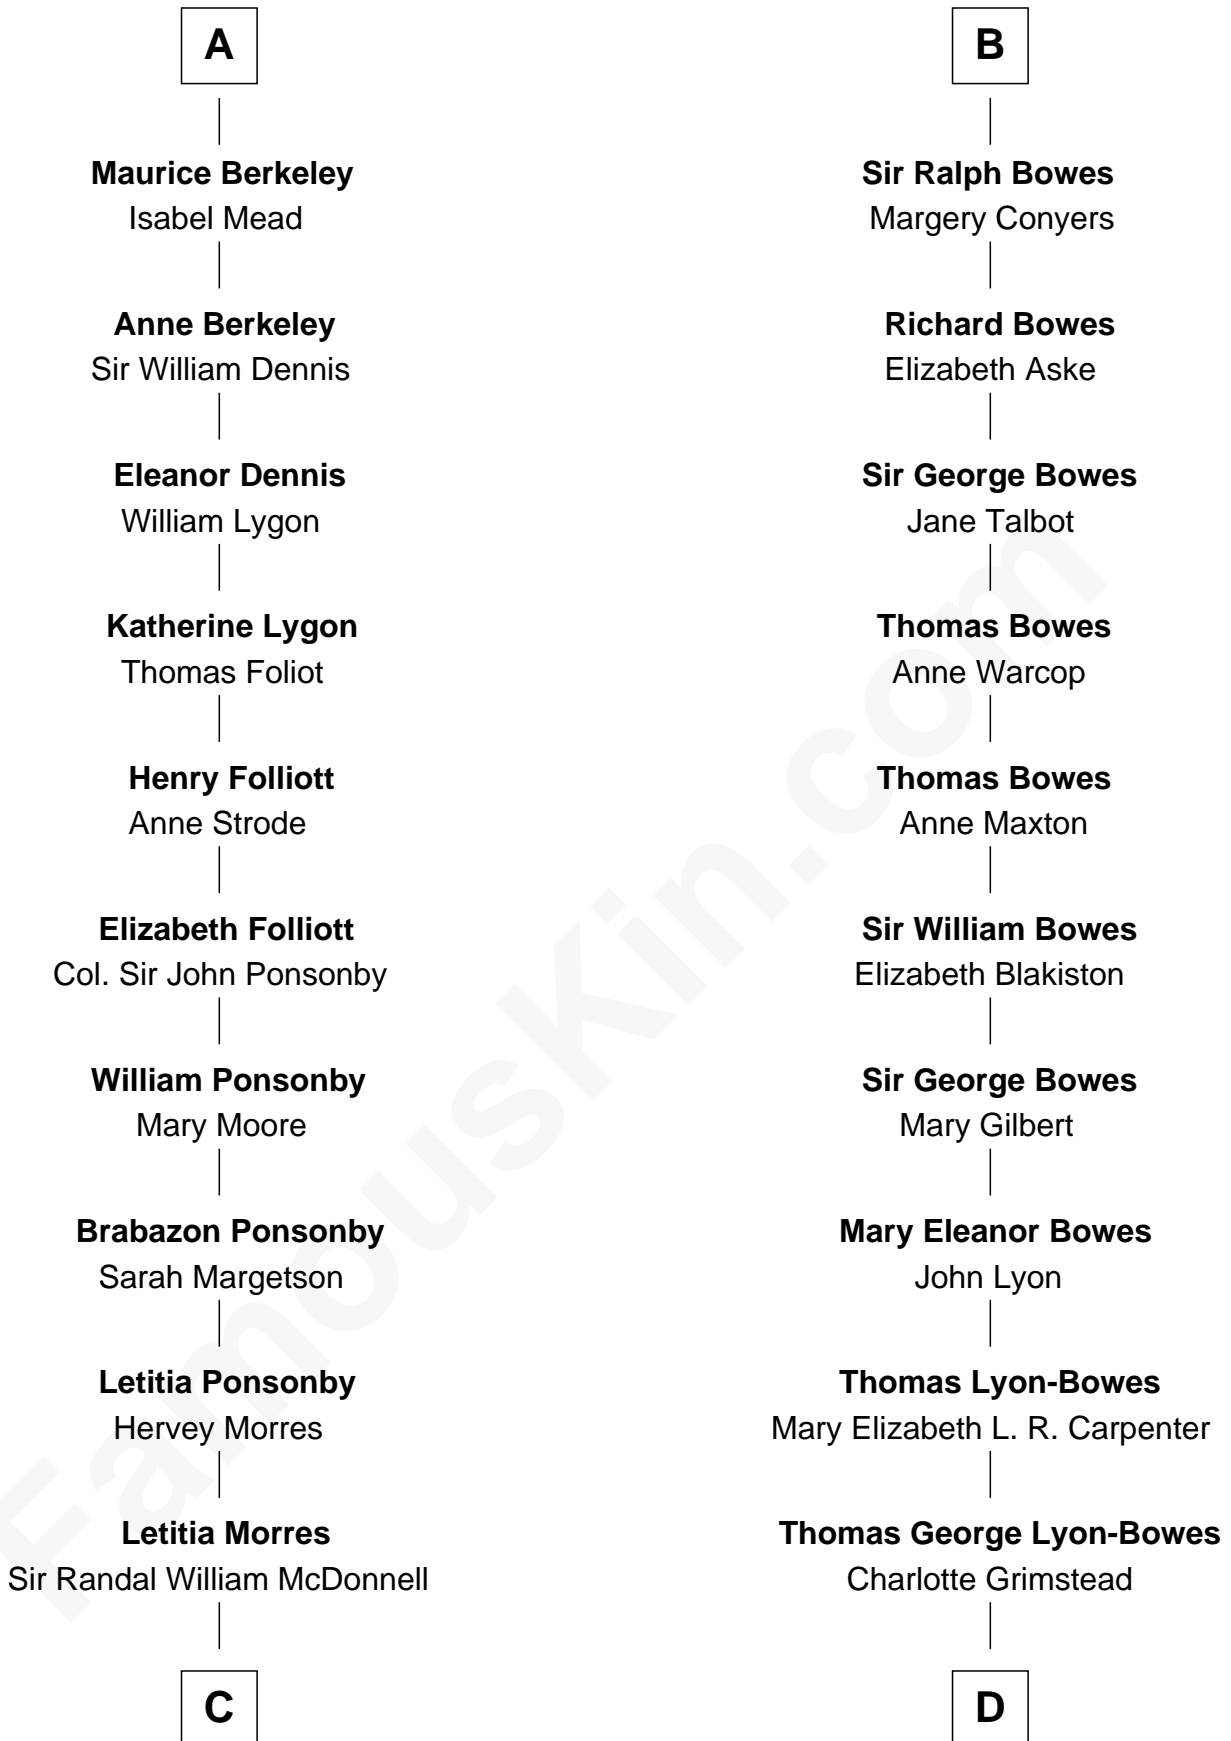 A
Maurice Berkeley
Isabel Mead
Anne Berkeley
Sir William Dennis
Eleanor Dennis
William Lygon
Katherine Lygon
Thomas Foliot
Henry Folliott
Anne Strode
Elizabeth Folliott
Col. Sir John Ponsonby
William Ponsonby
Mary Moore
Brabazon Ponsonby
Sarah Margetson
Letitia Ponsonby
Hervey Morres
Letitia Morres
Sir Randal William McDonnell
C
B
Sir Ralph Bowes
Margery Conyers
Richard Bowes
Elizabeth Aske
Sir George Bowes
Jane Talbot
Thomas Bowes
Anne Warcop
Thomas Bowes
Anne Maxton
Sir William Bowes
Elizabeth Blakiston
Sir George Bowes
Mary Gilbert
Mary Eleanor Bowes
John Lyon
Thomas Lyon-Bowes
Mary Elizabeth L. R. Carpenter
Thomas George Lyon-Bowes
Charlotte Grimstead
D
FamousKin.com